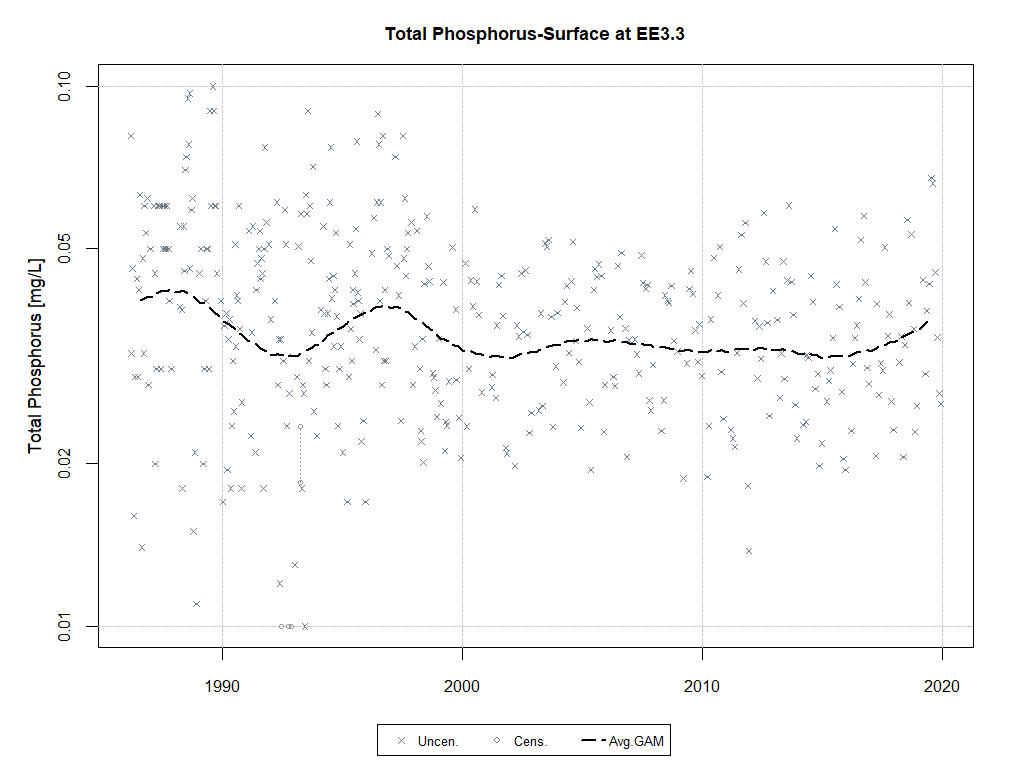 Total Phosphorus-Surface at EE3.3
Total Phosphorus [mg/L]
0.10
0.05
0.02
0.01
1990 2000 2010 2020
Uncen. Cens. Avg.GAM